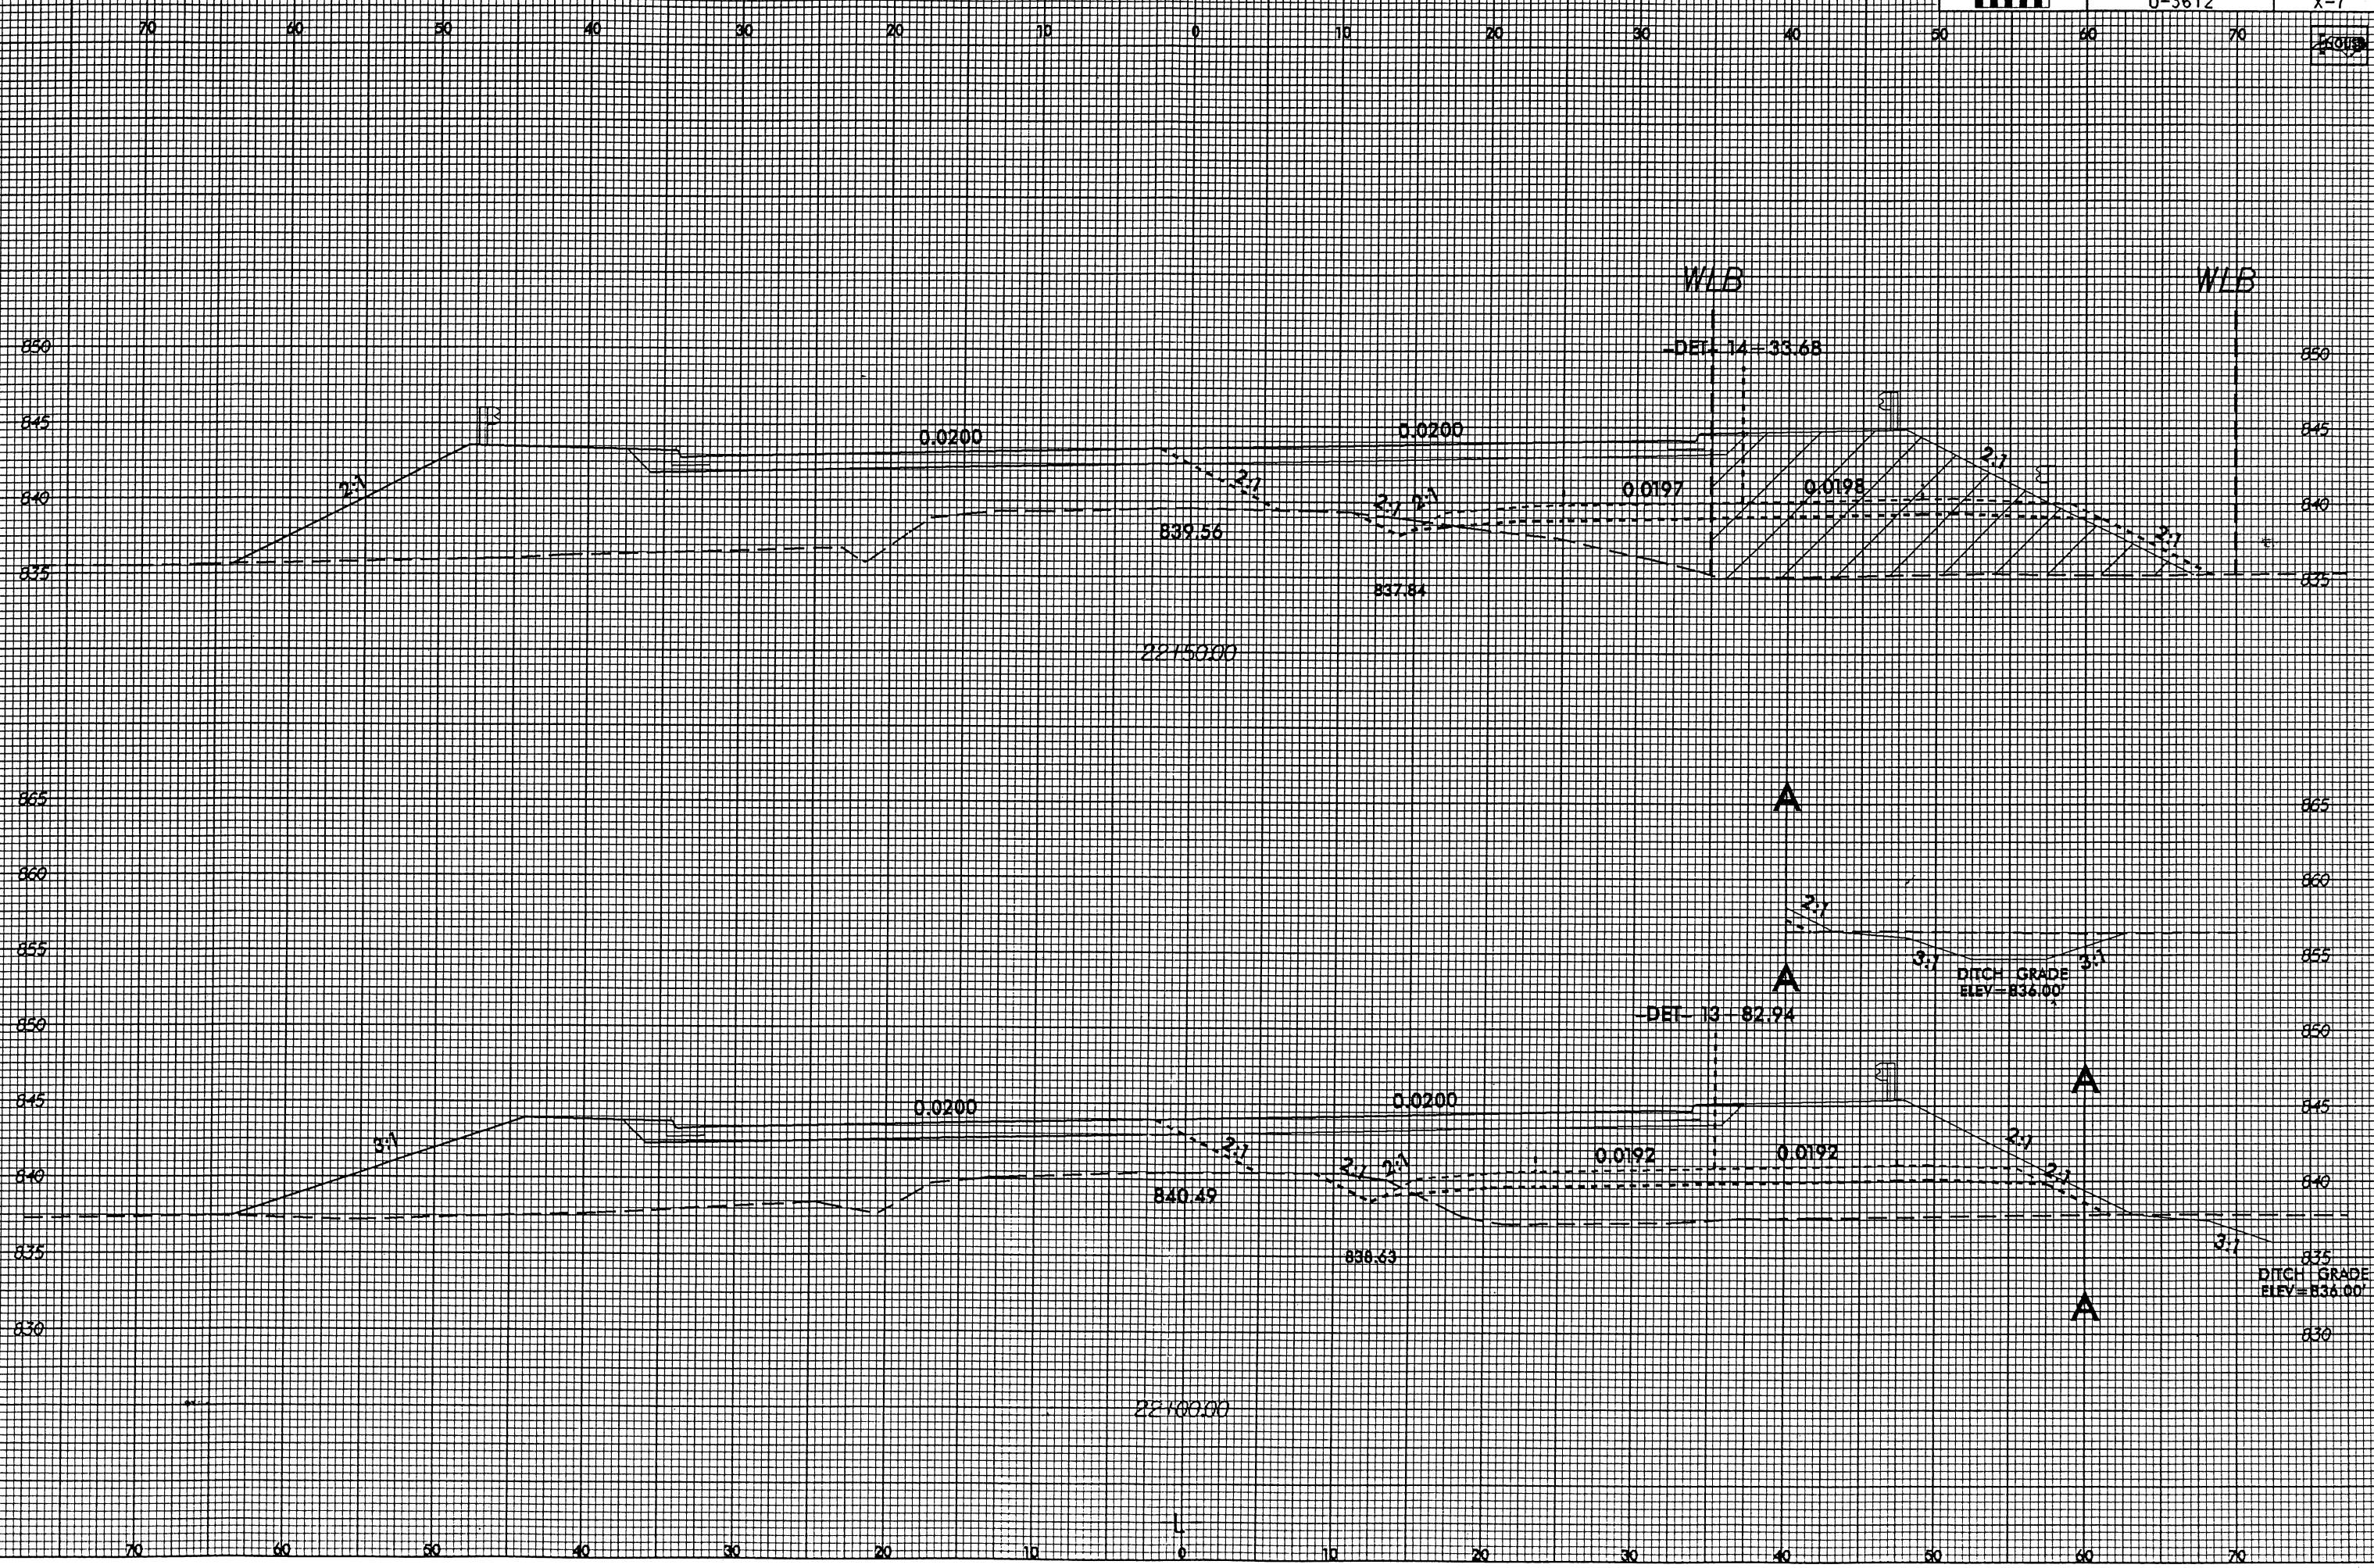 U-3612 X-7
70 60 50 40 30 20 10 0 10 20 30 40 50 60 70
WLB WLB
850 -DET- 14+33.68 850
845 845
0.0200 0.0200
2:1 2:1
840 2:1 2:1 2:1 0.0197 0.0198 840
839.56 2:1
835 835
837.84
22+50.00
865 A 865
860 860
2:1
855 3:1 3:1 855
DITCH GRADE
ELEV=836.00'
A
850 -DET- 13+82.94 850
845 0.0200 0.0200 A 845
3:1 2:1 2:1
2:1 2:1 0.0192 0.0192 2:1
840 840
840.49
835 838.63 3:1 835
DITCH GRADE
ELEV=836.00'
830 A 830
22+00.00
L
70 60 50 40 30 20 10 0 10 20 30 40 50 60 70